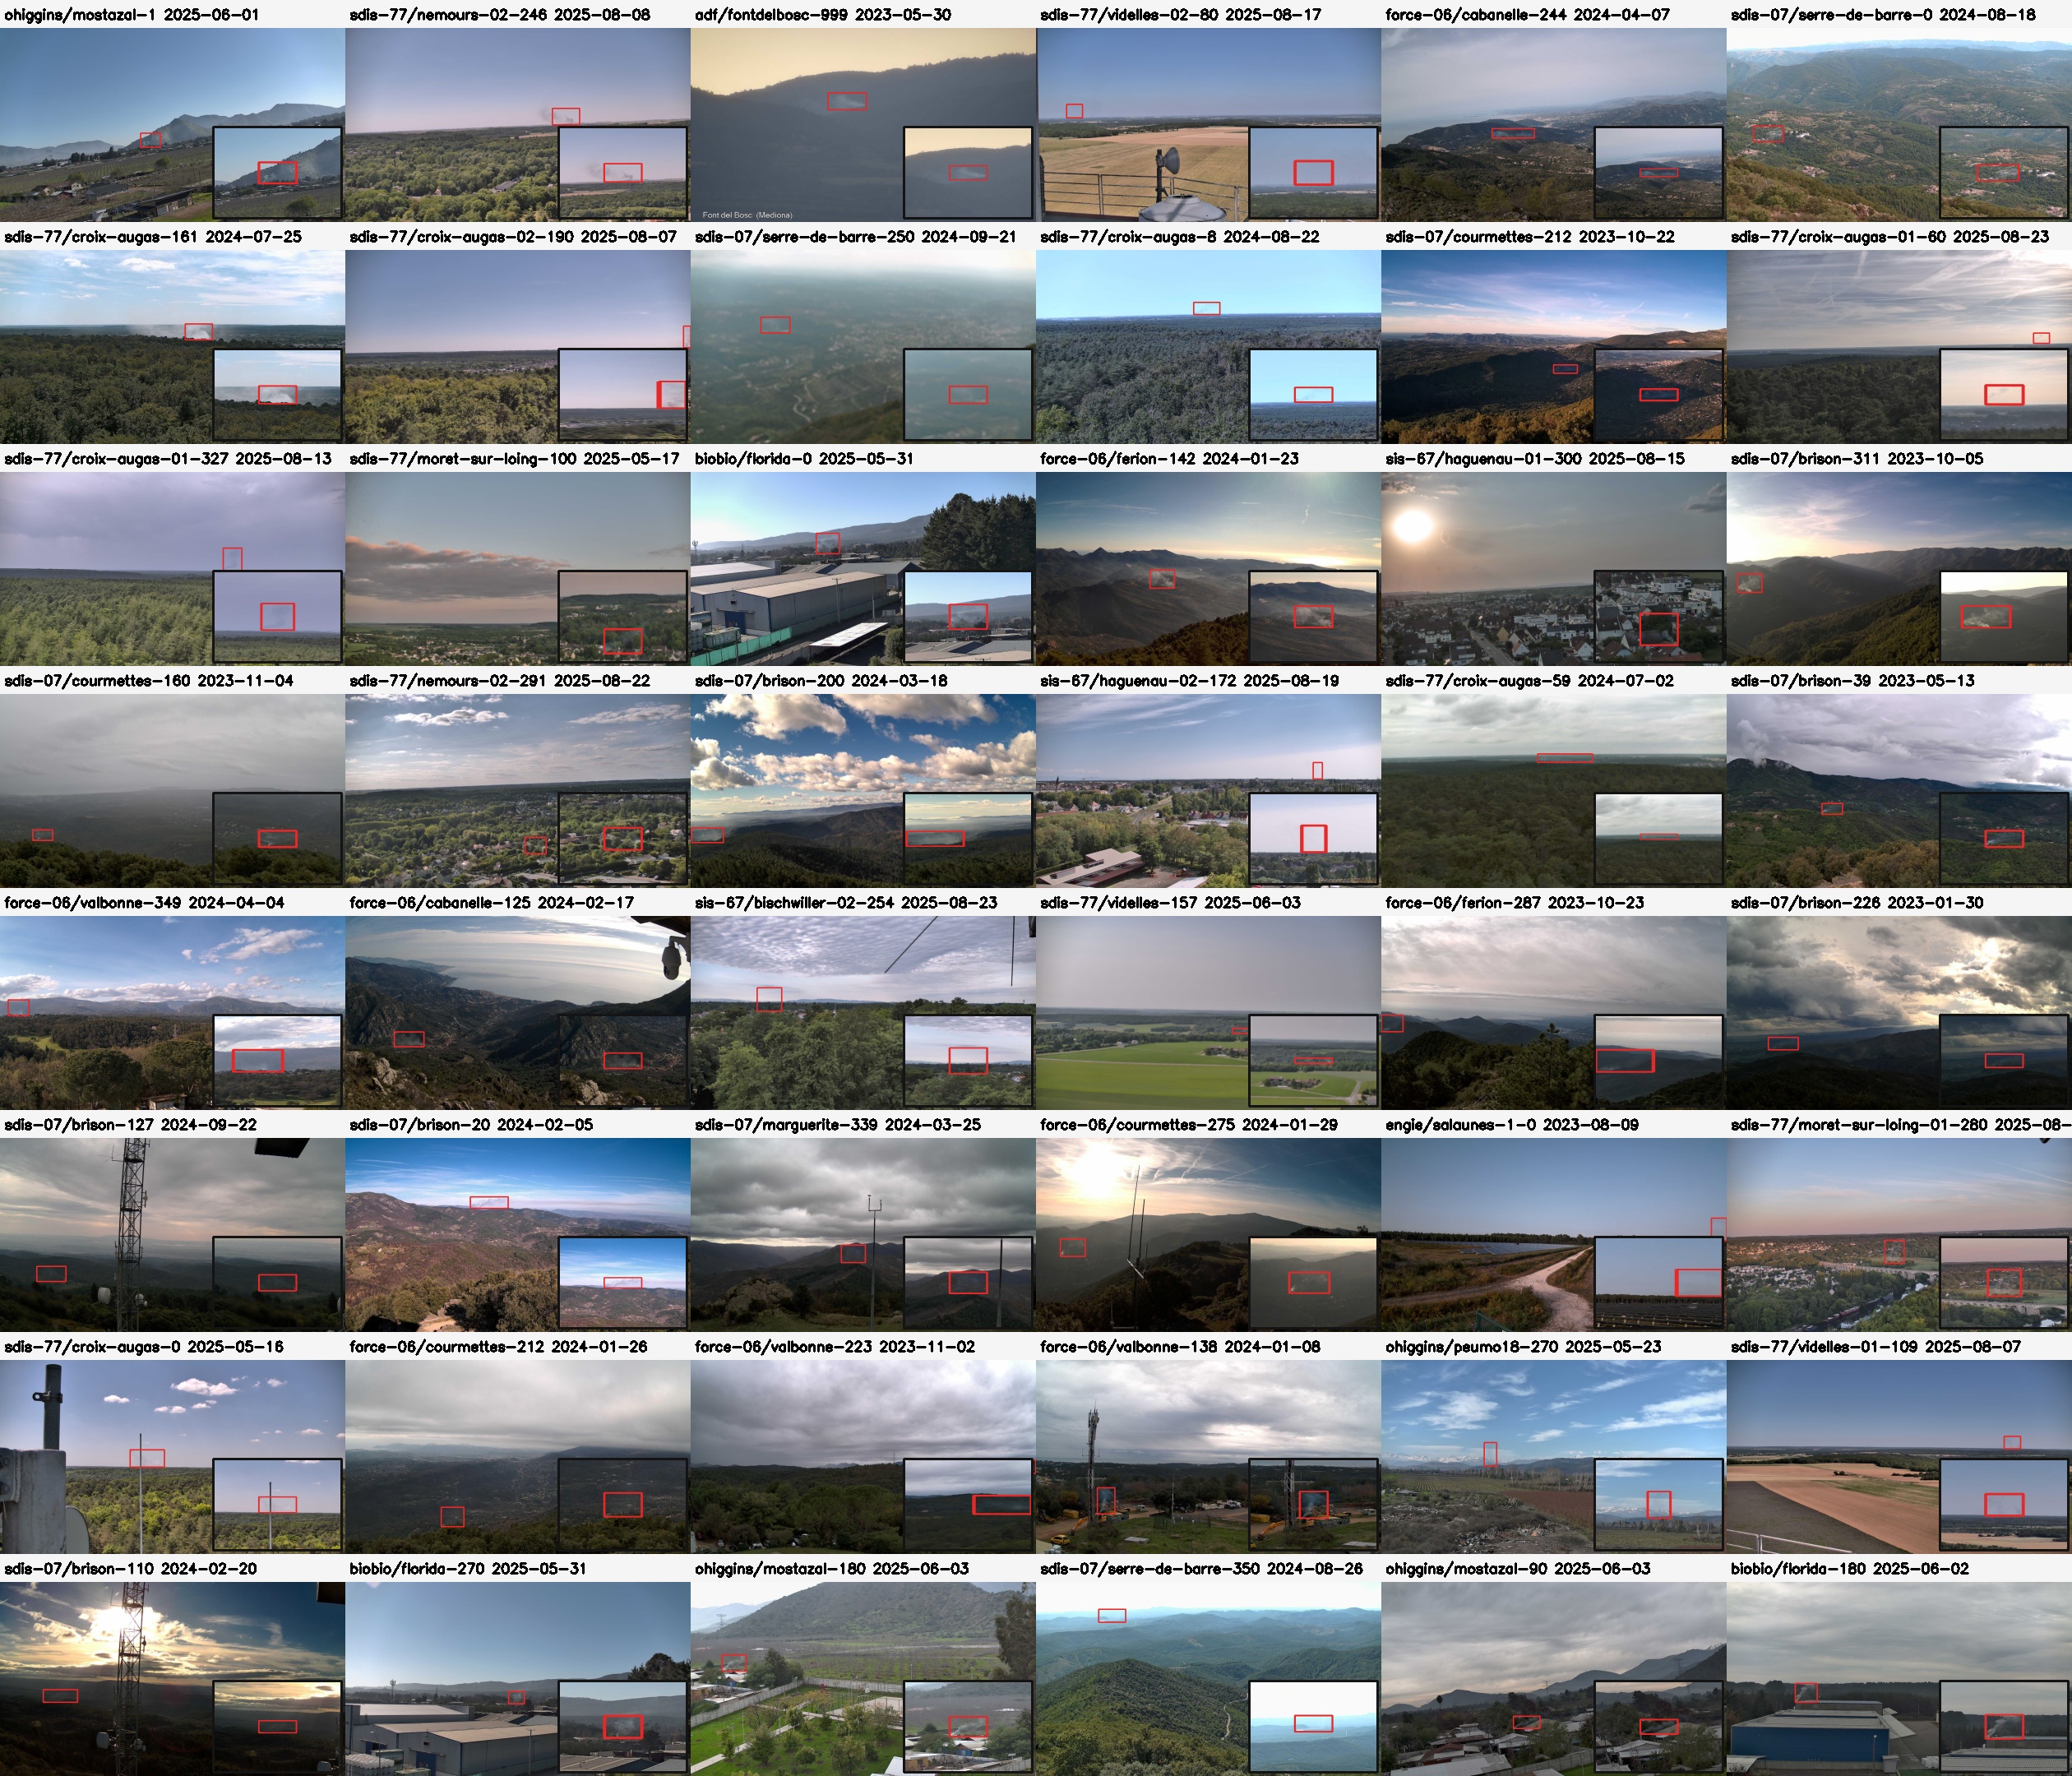 ohiggins/mostazal-1 2025-06-01
sdis-77/nemours-02-246 2025-08-08
adf/fontdelbosc-999 2023-05-30
sdis-77/videlles-02-80 2025-08-17
force-06/cabanelle-244 2024-04-07
sdis-07/serre-de-barre-0 2024-08-18
Font del Bosc (Mediona)
sdis-77/croix-augas-161 2024-07-25
sdis-77/croix-augas-02-190 2025-08-07
sdis-07/serre-de-barre-250 2024-09-21
sdis-77/croix-augas-8 2024-08-22
sdis-07/courmettes-212 2023-10-22
sdis-77/croix-augas-01-60 2025-08-23
sdis-77/croix-augas-01-327 2025-08-13
sdis-77/moret-sur-loing-100 2025-05-17
biobio/florida-0 2025-05-31
force-06/ferion-142 2024-01-23
sis-67/haguenau-01-300 2025-08-15
sdis-07/brison-311 2023-10-05
sdis-07/courmettes-160 2023-11-04
sdis-77/nemours-02-291 2025-08-22
sdis-07/brison-200 2024-03-18
sis-67/haguenau-02-172 2025-08-19
sdis-77/croix-augas-59 2024-07-02
sdis-07/brison-39 2023-05-13
force-06/valbonne-349 2024-04-04
force-06/cabanelle-125 2024-02-17
sis-67/bischwiller-02-254 2025-08-23
sdis-77/videlles-157 2025-06-03
force-06/ferion-287 2023-10-23
sdis-07/brison-226 2023-01-30
sdis-07/brison-127 2024-09-22
sdis-07/brison-20 2024-02-05
sdis-07/marguerite-339 2024-03-25
force-06/courmettes-275 2024-01-29
engie/salaunes-1-0 2023-08-09
sdis-77/moret-sur-loing-01-280 2025-08-
sdis-77/croix-augas-0 2025-05-16
force-06/courmettes-212 2024-01-26
force-06/valbonne-223 2023-11-02
force-06/valbonne-138 2024-01-08
ohiggins/peumo18-270 2025-05-23
sdis-77/videlles-01-109 2025-08-07
sdis-07/brison-110 2024-02-20
biobio/florida-270 2025-05-31
ohiggins/mostazal-180 2025-06-03
sdis-07/serre-de-barre-350 2024-08-26
ohiggins/mostazal-90 2025-06-03
biobio/florida-180 2025-06-02